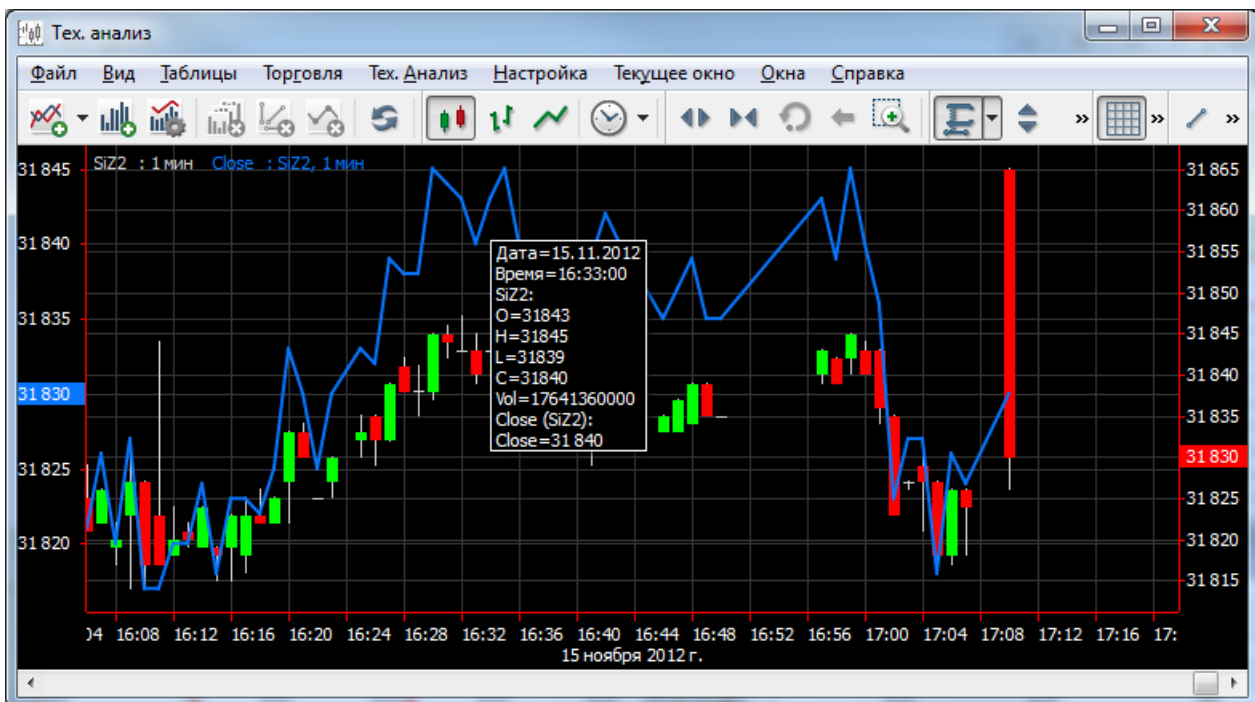 Тех. анализ
Файл Вид Таблицы Торговля Тех. Анализ Настройка Текущее окно Окна Справка
SiZ2 : 1 мин Close : SiZ2, 1 мин
31 845
31 840
31 835
31 830
31 825
31 820
Дата=15.11.2012
Время=16:33:00
SiZ2:
O=31843
H=31845
L=31839
C=31840
Vol=17641360000
Close (SiZ2):
Close=31 840
31 865
31 860
31 855
31 850
31 845
31 840
31 835
31 830
31 825
31 820
31 815
04 16:08 16:12 16:16 16:20 16:24 16:28 16:32 16:36 16:40 16:44 16:48 16:52 16:56 17:00 17:04 17:08 17:12 17:16 17:
15 ноября 2012 г.